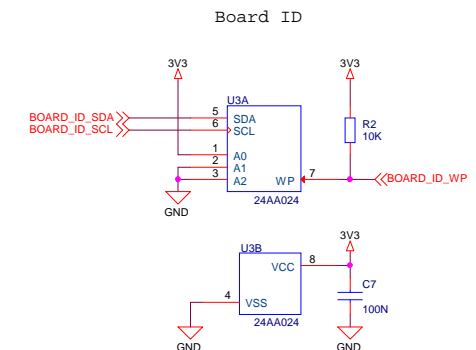 Board ID
3V3 3V3
U3A
BOARD_ID_SDA 5 SDA
BOARD_ID_SCL 6 SCL
R2
10K
1 A0
2 A1
3 A2 WP 7 BOARD_ID_WP
24AA024
GND
3V3
U3B
VCC 8
C7
4 VSS
100N
24AA024
GND GND